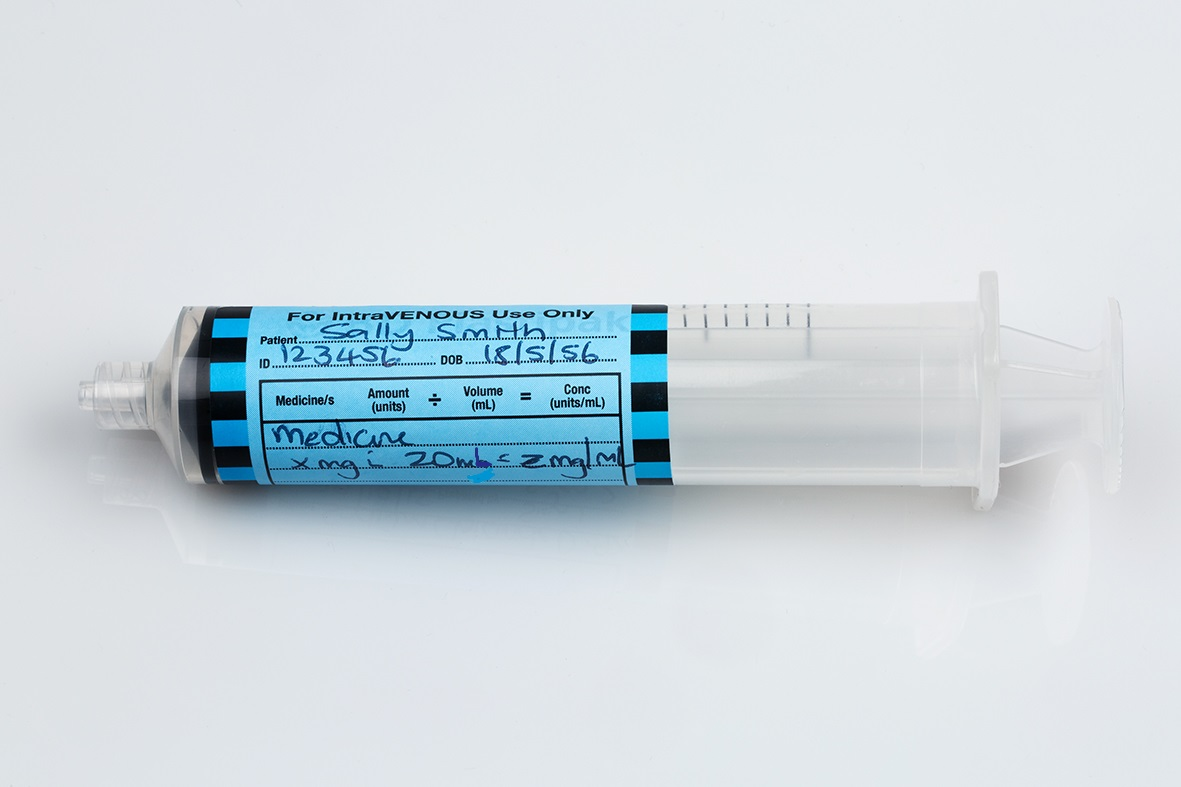 For IntraVENOUS Use Only
Patient Sally Smith
ID 123456 DOB 18/5/56
Medicine/s Amount (units) ÷ Volume (mL) = Conc (units/mL)
Medicine
x mg 20mL = 2mg/mL